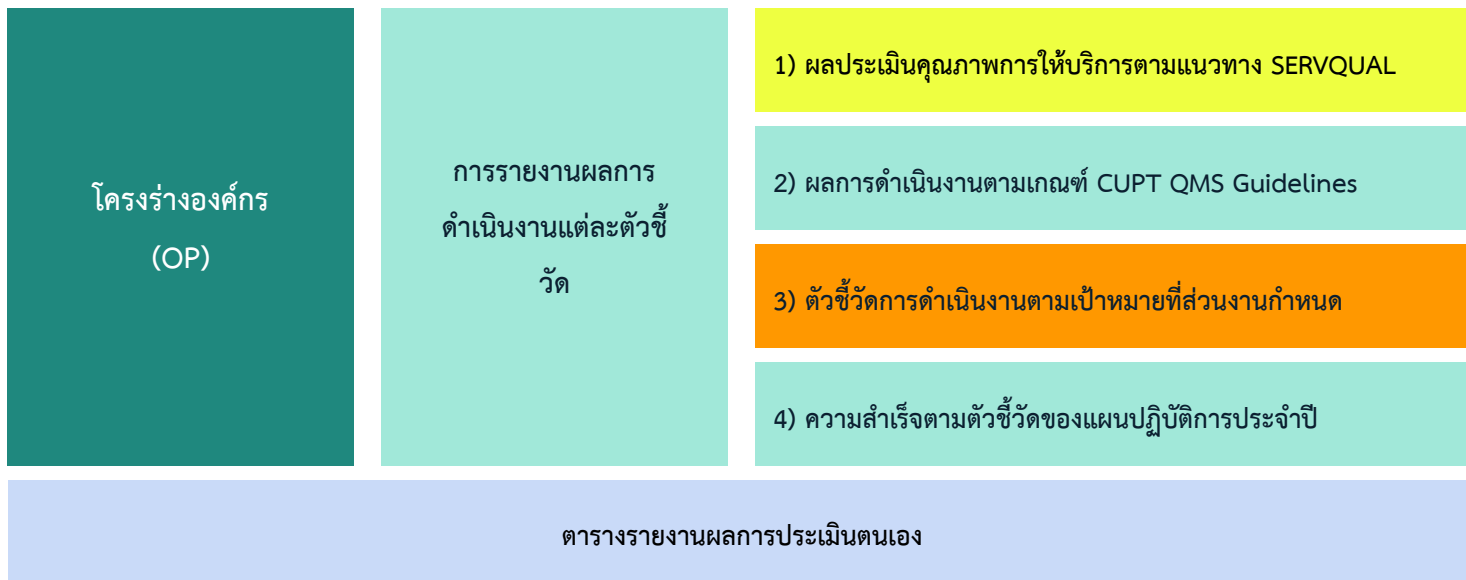 โครงร่างองค์กร
(OP)
การรายงานผลการ
ดำเนินงานแต่ละตัวชี้
วัด
1) ผลประเมินคุณภาพการให้บริการตามแนวทาง SERVQUAL
2) ผลการดำเนินงานตามเกณฑ์ CUPT QMS Guidelines
3) ตัวชี้วัดการดำเนินงานตามเป้าหมายที่ส่วนงานกำหนด
4) ความสำเร็จตามตัวชี้วัดของแผนปฏิบัติการประจำปี
ตารางรายงานผลการประเมินตนเอง